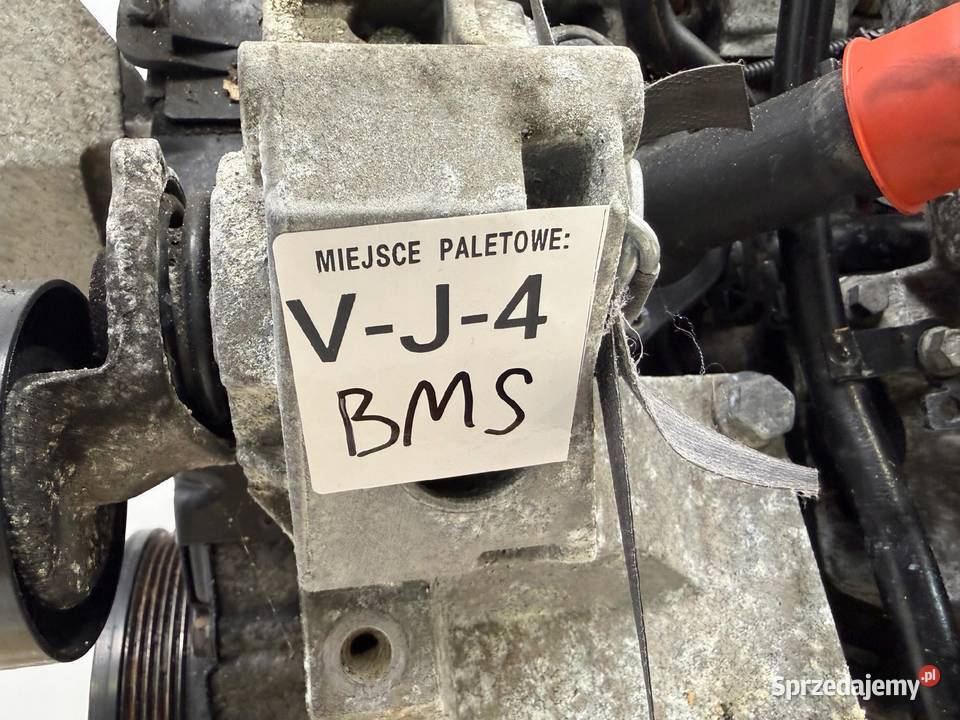 MIEJSCE PALETOWE:
V-J-4
BMS
Sprzedajemy.pl